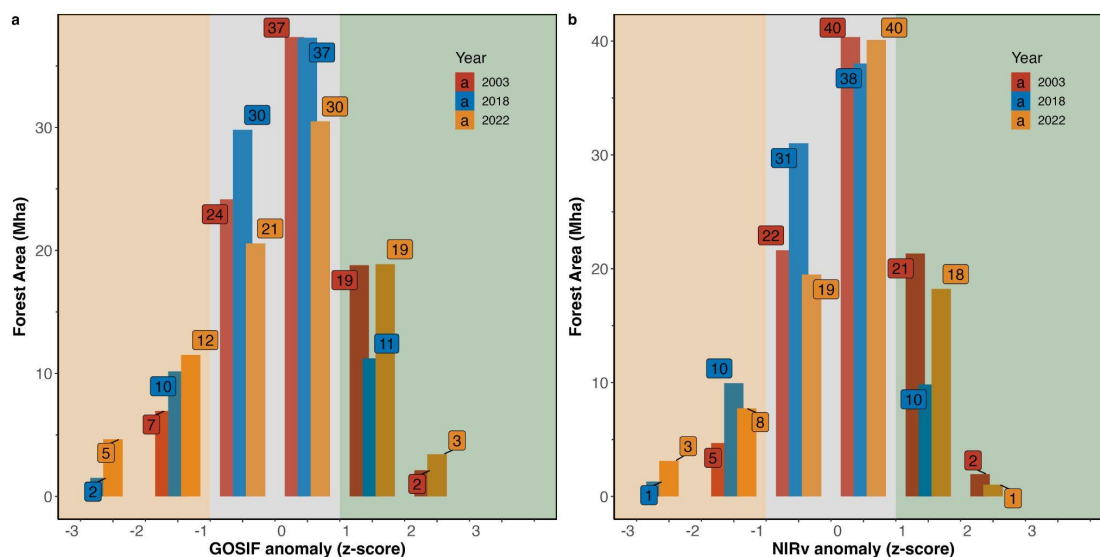 a
37
37
30
30
24
21
19
19
12
11
10
7
5
3
2
2
Year
a 2003
a 2018
a 2022
Forest Area (Mha)
30
20
10
0
-3 -2 -1 0 1 2 3
GOSIF anomaly (z-score)
b
40
40
38
31
22
19
21
18
10
10
8
5
3
2
1
1
Year
a 2003
a 2018
a 2022
Forest Area (Mha)
40
30
20
10
0
-3 -2 -1 0 1 2 3
NIRv anomaly (z-score)